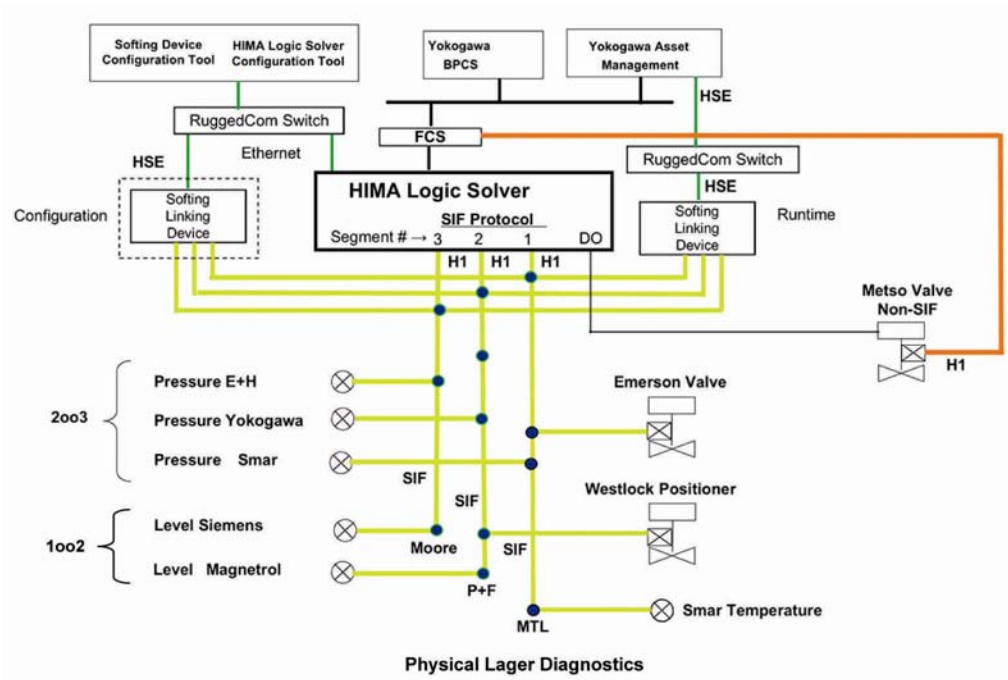 Softing Device
Configuration Tool
HIMA Logic Solver
Configuration Tool
Yokogawa
BPCS
Yokogawa Asset
Management
HSE
RuggedCom Switch
Ethernet
FCS
RuggedCom Switch
HSE
HSE
Configuration
Softing
Linking
Device
HIMA Logic Solver
SIF Protocol
Segment # → 3 2 1 DO
H1 H1 H1
Softing
Linking
Device
Runtime
Metso Valve
Non-SIF
H1
2oo3
Pressure E+H
Pressure Yokogawa
Pressure Smar
Emerson Valve
SIF
SIF
SIF
Westlock Positioner
1oo2
Level Siemens
Level Magnetrol
Moore
P+F
MTL
Smar Temperature
Physical Lager Diagnostics